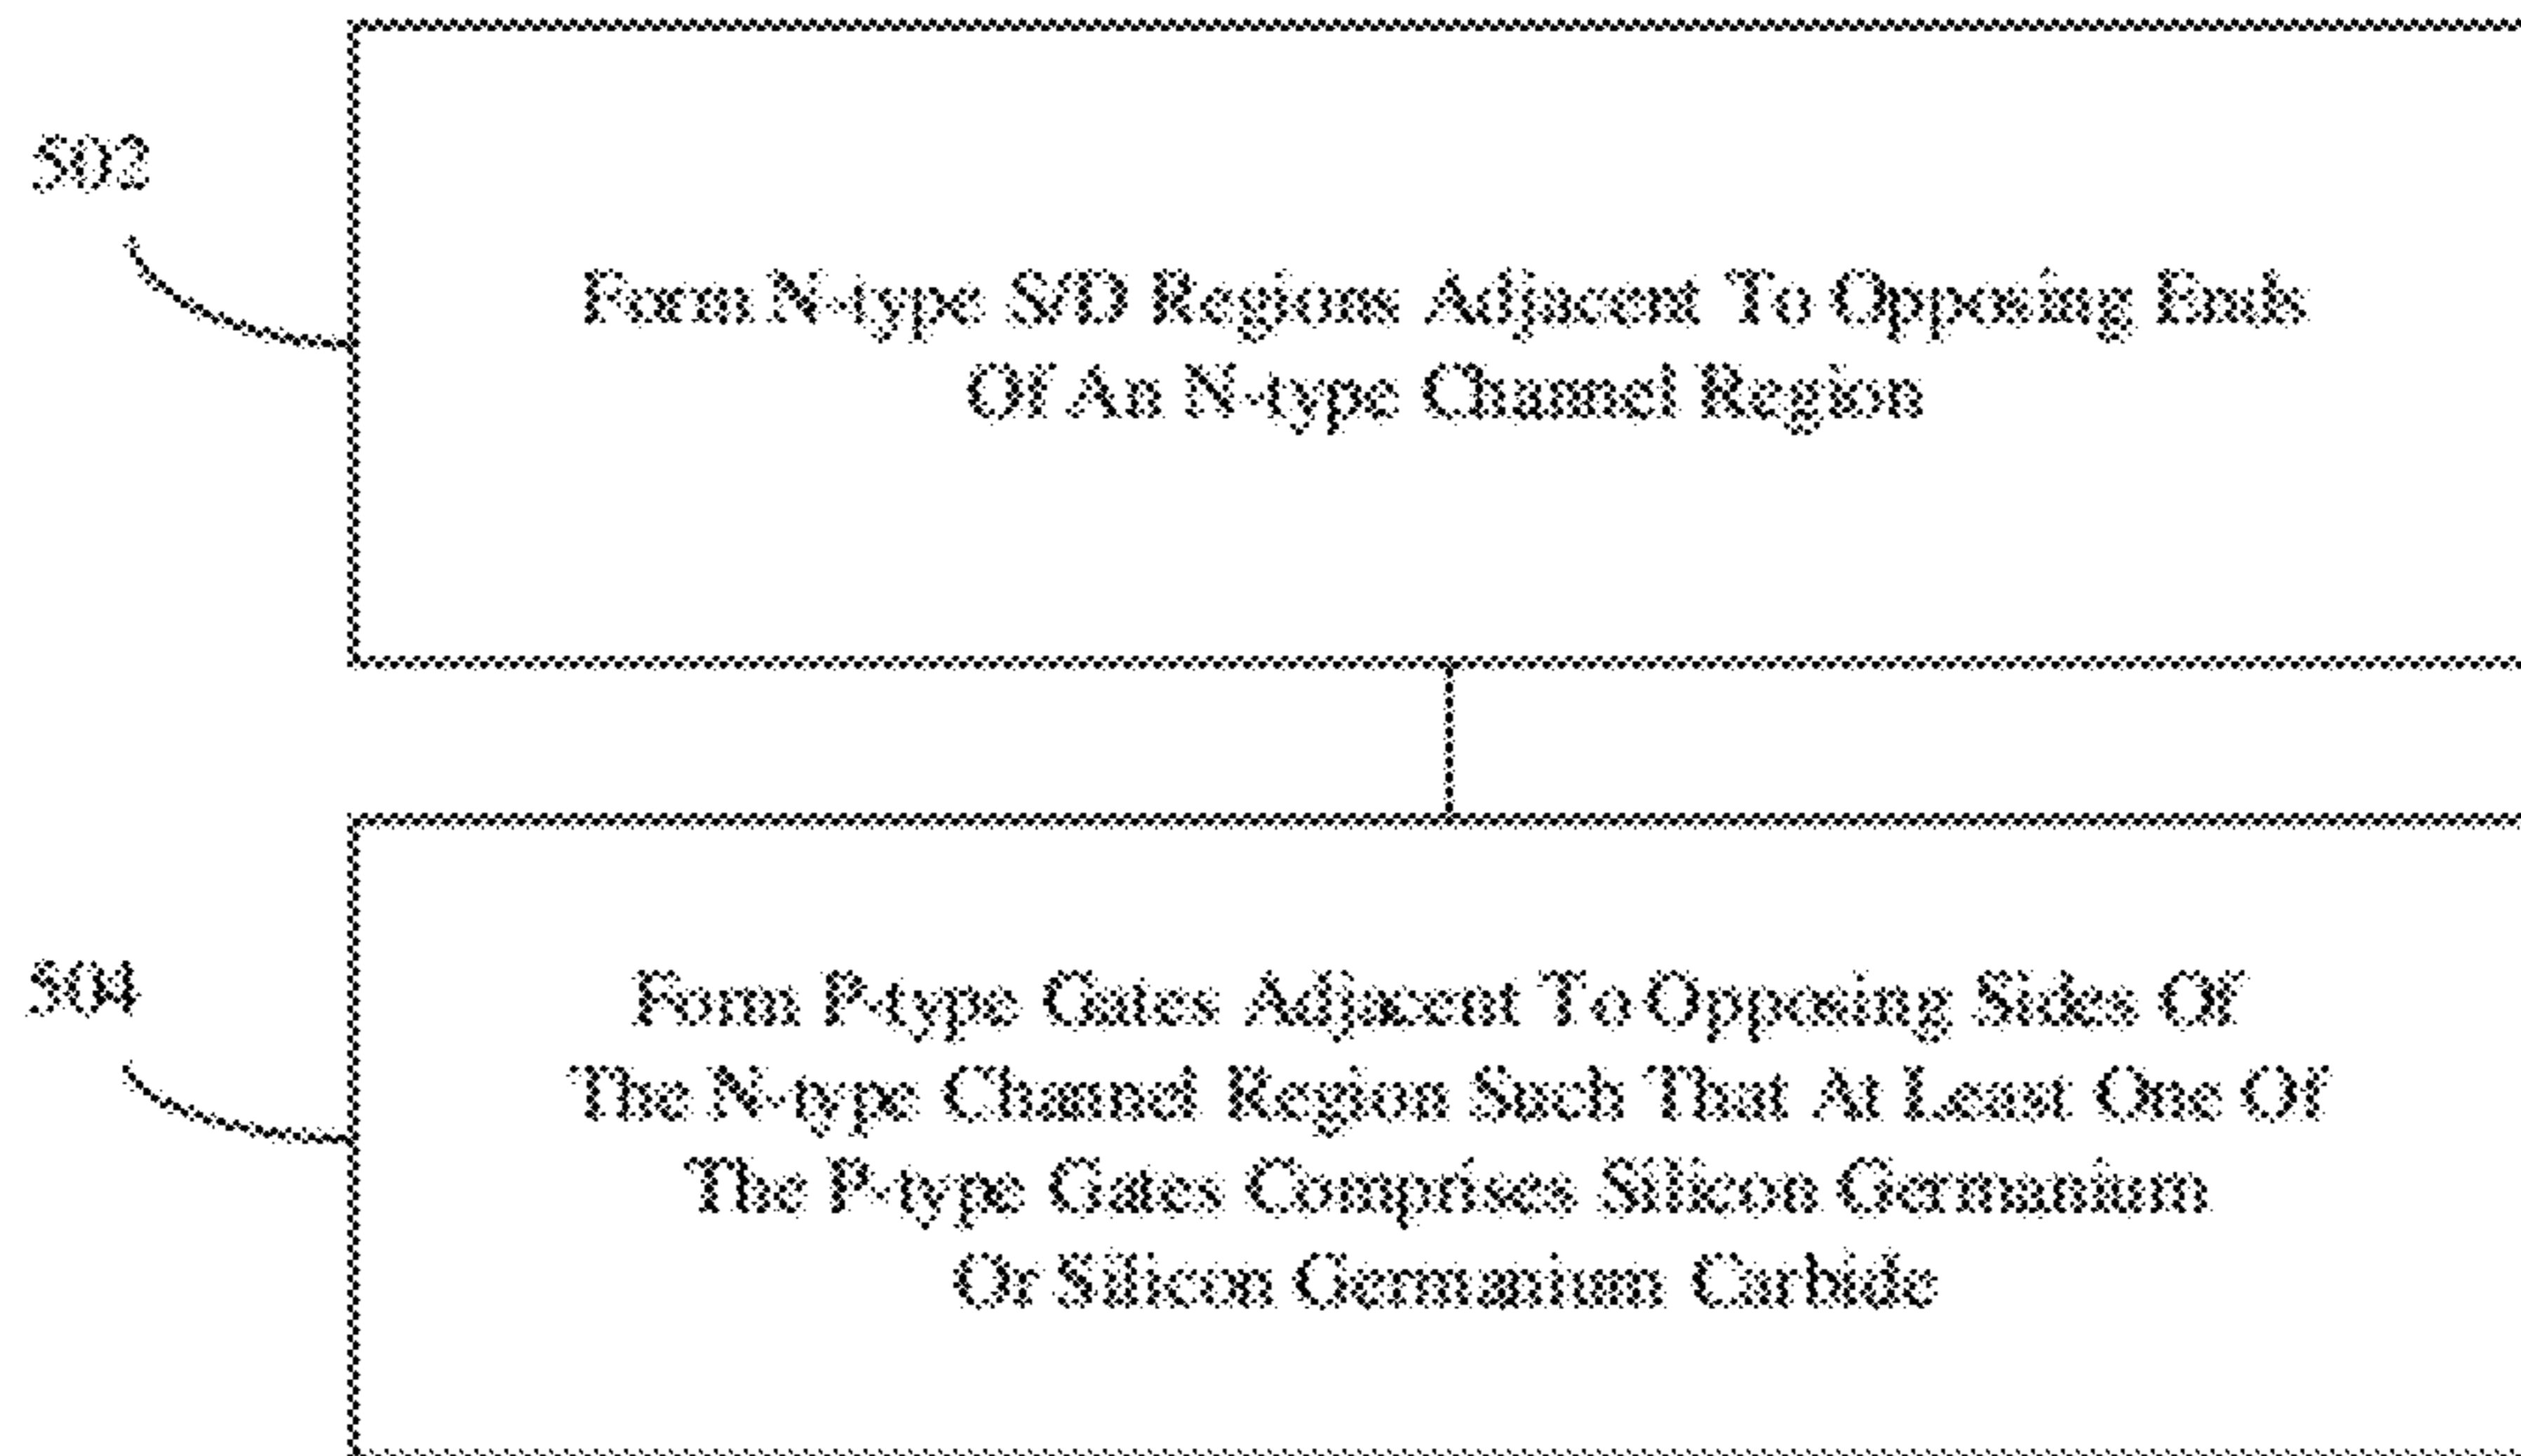 502
Form N-type S/D Regions Adjacent To Opposing Ends
Of An N-type Channel Region
504
Form P-type Gates Adjacent To Opposing Sides Of
The N-type Channel Region Such That At Least One Of
The P-type Gates Comprises Silicon Germanium
Or Silicon Germanium Carbide